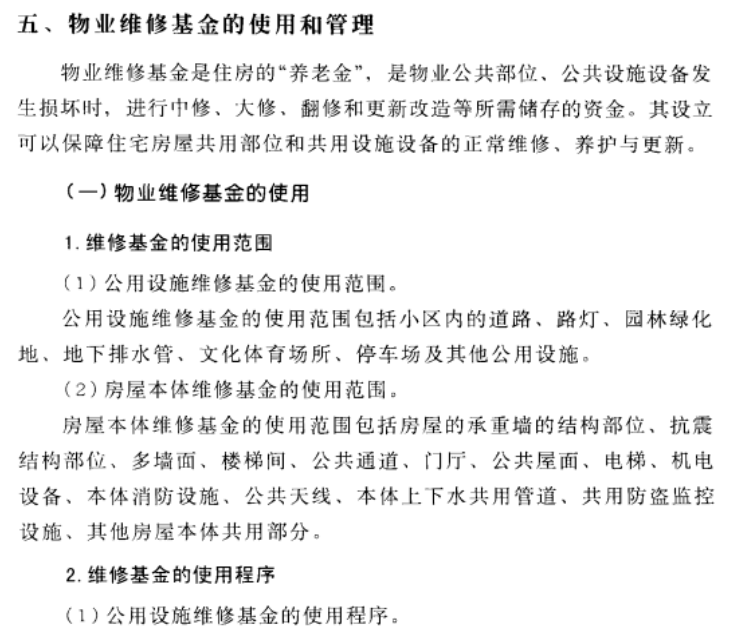 五、物业维修基金的使用和管理
物业维修基金是住房的“养老金”，是物业公共部位、公共设施设备发
生损坏时，进行中修、大修、翻修和更新改造等所需储存的资金。其设立
可以保障住宅房屋共用部位和共用设施设备的正常维修、养护与更新。
(一)物业维修基金的使用
1. 维修基金的使用范围
(1)公用设施维修基金的使用范围。
公用设施维修基金的使用范围包括小区内的道路、路灯、园林绿化
地、地下排水管、文化体育场所、停车场及其他公用设施。
(2)房屋本体维修基金的使用范围。
房屋本体维修基金的使用范围包括房屋的承重墙的结构部位、抗震
结构部位、多墙面、楼梯间、公共通道、门厅、公共屋面、电梯、机电
设备、本体消防设施、公共天线、本体上下水共用管道、共用防盗监控
设施、其他房屋本体共用部分。
2. 维修基金的使用程序
(1)公用设施维修基金的使用程序。